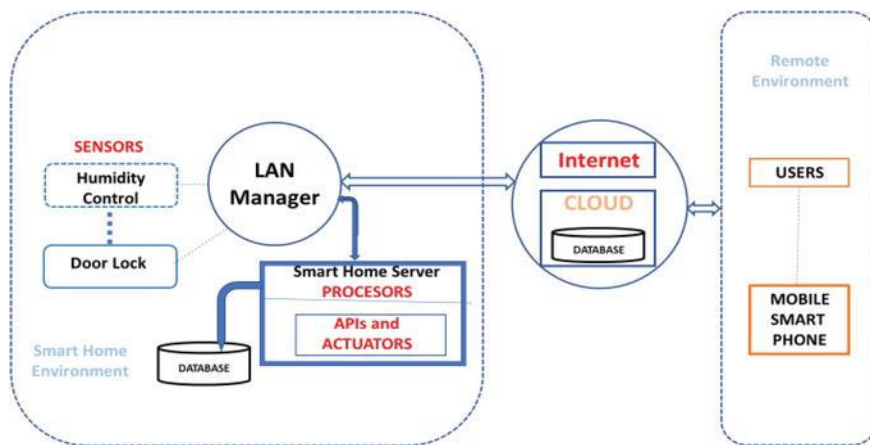 SENSORS
Humidity
Control
Door Lock
LAN
Manager
Smart Home Server
PROCESORS
APIs and
ACTUATORS
DATABASE
Smart Home
Environment
Internet
CLOUD
DATABASE
Remote
Environment
USERS
MOBILE
SMART
PHONE